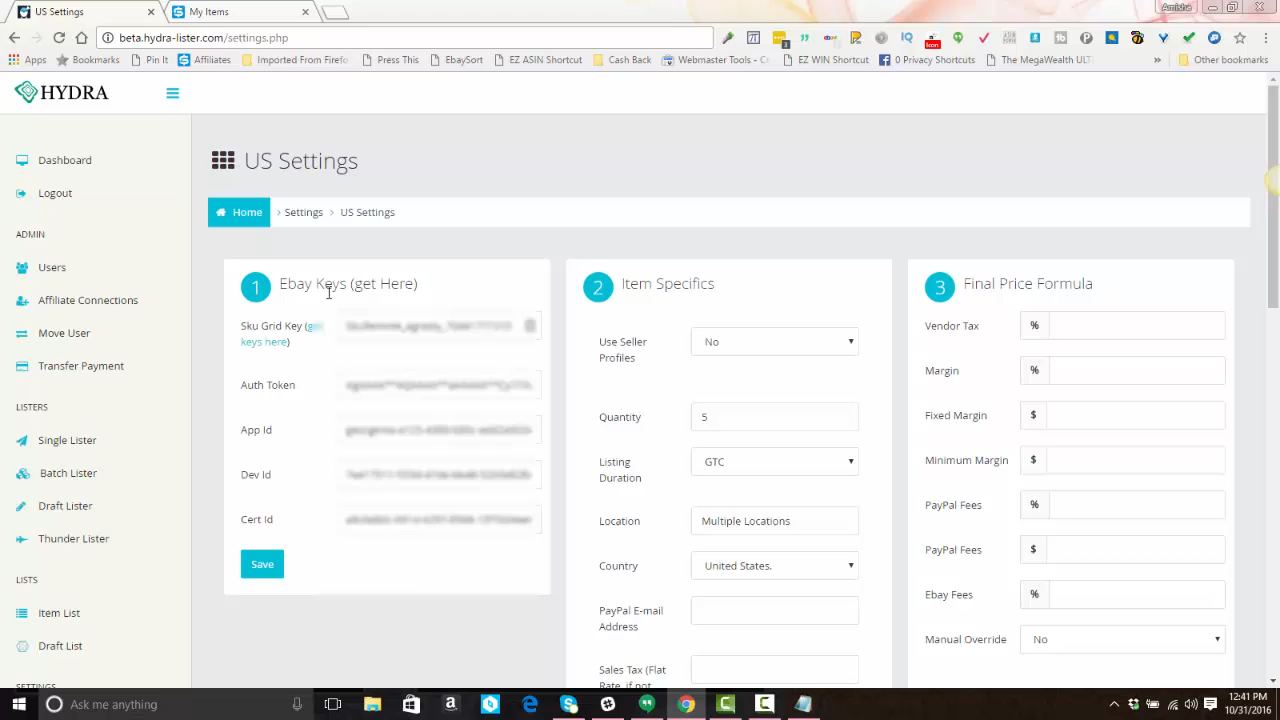 US Settings
My Items
Amisha
beta.hydra-lister.com/settings.php
Apps
Bookmarks
Pin It
Affiliates
Imported From Firefo
Press This
EbaySort
EZ ASIN Shortcut
Cash Back
Webmaster Tools - C
EZ WIN Shortcut
0 Privacy Shortcuts
The MegaWealth ULTI
»
Other bookmarks
HYDRA
Dashboard
Logout
ADMIN
Users
Affiliate Connections
Move User
Transfer Payment
LISTERS
Single Lister
Batch Lister
Draft Lister
Thunder Lister
LISTS
Item List
Draft List
SETTINGS
US Settings
Home > Settings > US Settings
1 Ebay Keys (get Here)
Sku Grid Key (get
keys here)
Auth Token
App Id
Dev Id
Cert Id
Save
2 Item Specifics
Use Seller
Profiles
No
Quantity
5
Listing
Duration
GTC
Location
Multiple Locations
Country
United States.
PayPal E-mail
Address
Sales Tax (Flat
Rate, if not
3 Final Price Formula
Vendor Tax %
Margin %
Fixed Margin $
Minimum Margin $
PayPal Fees %
PayPal Fees $
Ebay Fees %
Manual Override No
Ask me anything
12:41 PM
10/31/2016